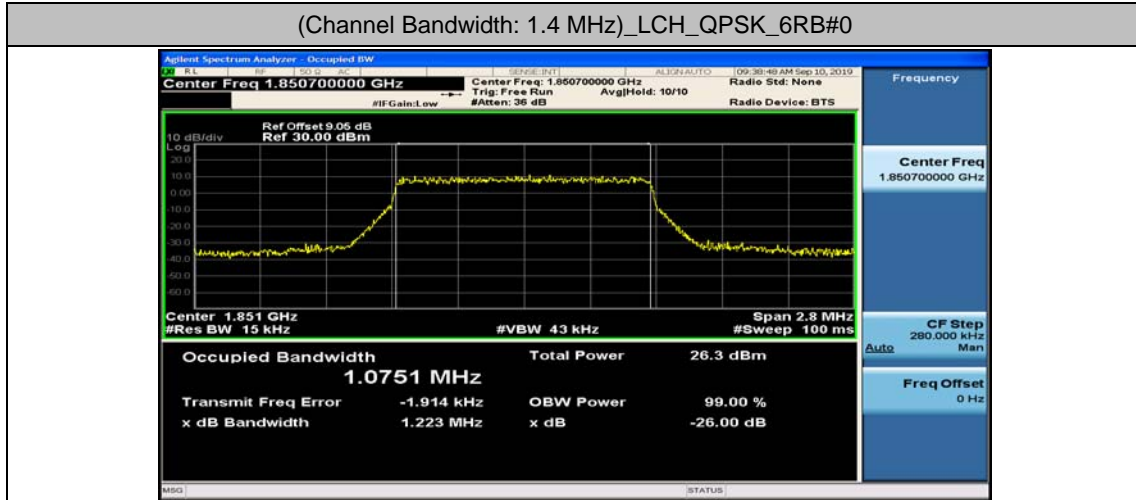 (Channel Bandwidth: 1.4 MHz)_LCH_QPSK_6RB#0
Agilent Spectrum Analyzer - Occupied BW
RL RF 50 Ω AC SENSE:INT ALIGN AUTO 09:38:48 AM Sep 10, 2019
Center Freq 1.850700000 GHz
Center Freq: 1.850700000 GHz
Radio Std: None
Trig: Free Run Avg|Hold: 10/10
#IFGain:Low #Atten: 36 dB
Radio Device: BTS
Ref Offset 9.05 dB
10 dB/div Ref 30.00 dBm
Log
20.0
10.0
0.00
-10.0
-20.0
-30.0
-40.0
-50.0
-60.0
Center 1.851 GHz Span 2.8 MHz
#Res BW 15 kHz #VBW 43 kHz #Sweep 100 ms
Occupied Bandwidth Total Power 26.3 dBm
1.0751 MHz
Transmit Freq Error -1.914 kHz OBW Power 99.00 %
x dB Bandwidth 1.223 MHz x dB -26.00 dB
MSG STATUS
Frequency
Center Freq
1.850700000 GHz
CF Step
280.000 kHz
Auto Man
Freq Offset
0 Hz